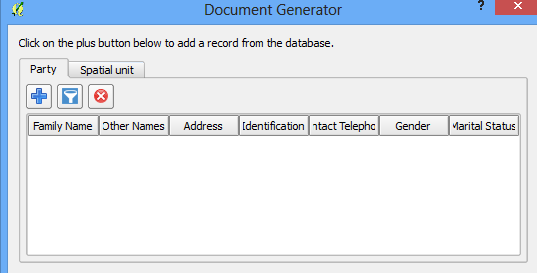 Document Generator
?
Click on the plus button below to add a record from the database.
Party Spatial unit
Family Name Other Names Address Identification ntact Telepho Gender Marital Status